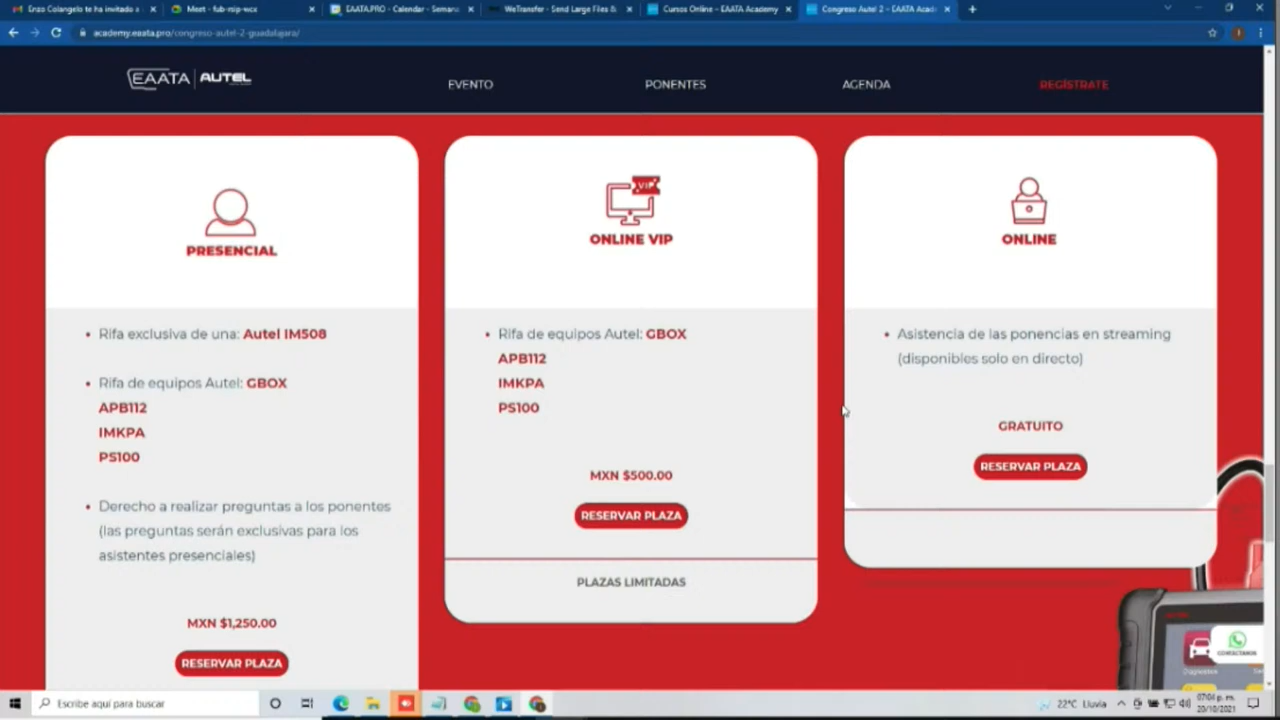 Enzo Colangelo te ha invitado a
Meet - fub-nsip-wcx
EAATA.PRO - Calendar - Semana
WeTransfer - Send Large Files &
Cursos Online – EAATA Academy
Congreso Autel 2 – EAATA Acad
academy.eaata.pro/congreso-autel-2-guadalajara/
EAATA AUTEL
EVENTO
PONENTES
AGENDA
REGÍSTRATE
PRESENCIAL
• Rifa exclusiva de una: Autel IM508
• Rifa de equipos Autel: GBOX
APB112
IMKPA
PS100
• Derecho a realizar preguntas a los ponentes
(las preguntas serán exclusivas para los
asistentes presenciales)
MXN $1,250.00
RESERVAR PLAZA
VIP
ONLINE VIP
• Rifa de equipos Autel: GBOX
APB112
IMKPA
PS100
MXN $500.00
RESERVAR PLAZA
PLAZAS LIMITADAS
ONLINE
• Asistencia de las ponencias en streaming
(disponibles solo en directo)
GRATUITO
RESERVAR PLAZA
CONTÁCTANOS
Escribe aquí para buscar
22°C Lluvia
07:04 p. m.
20/10/2021